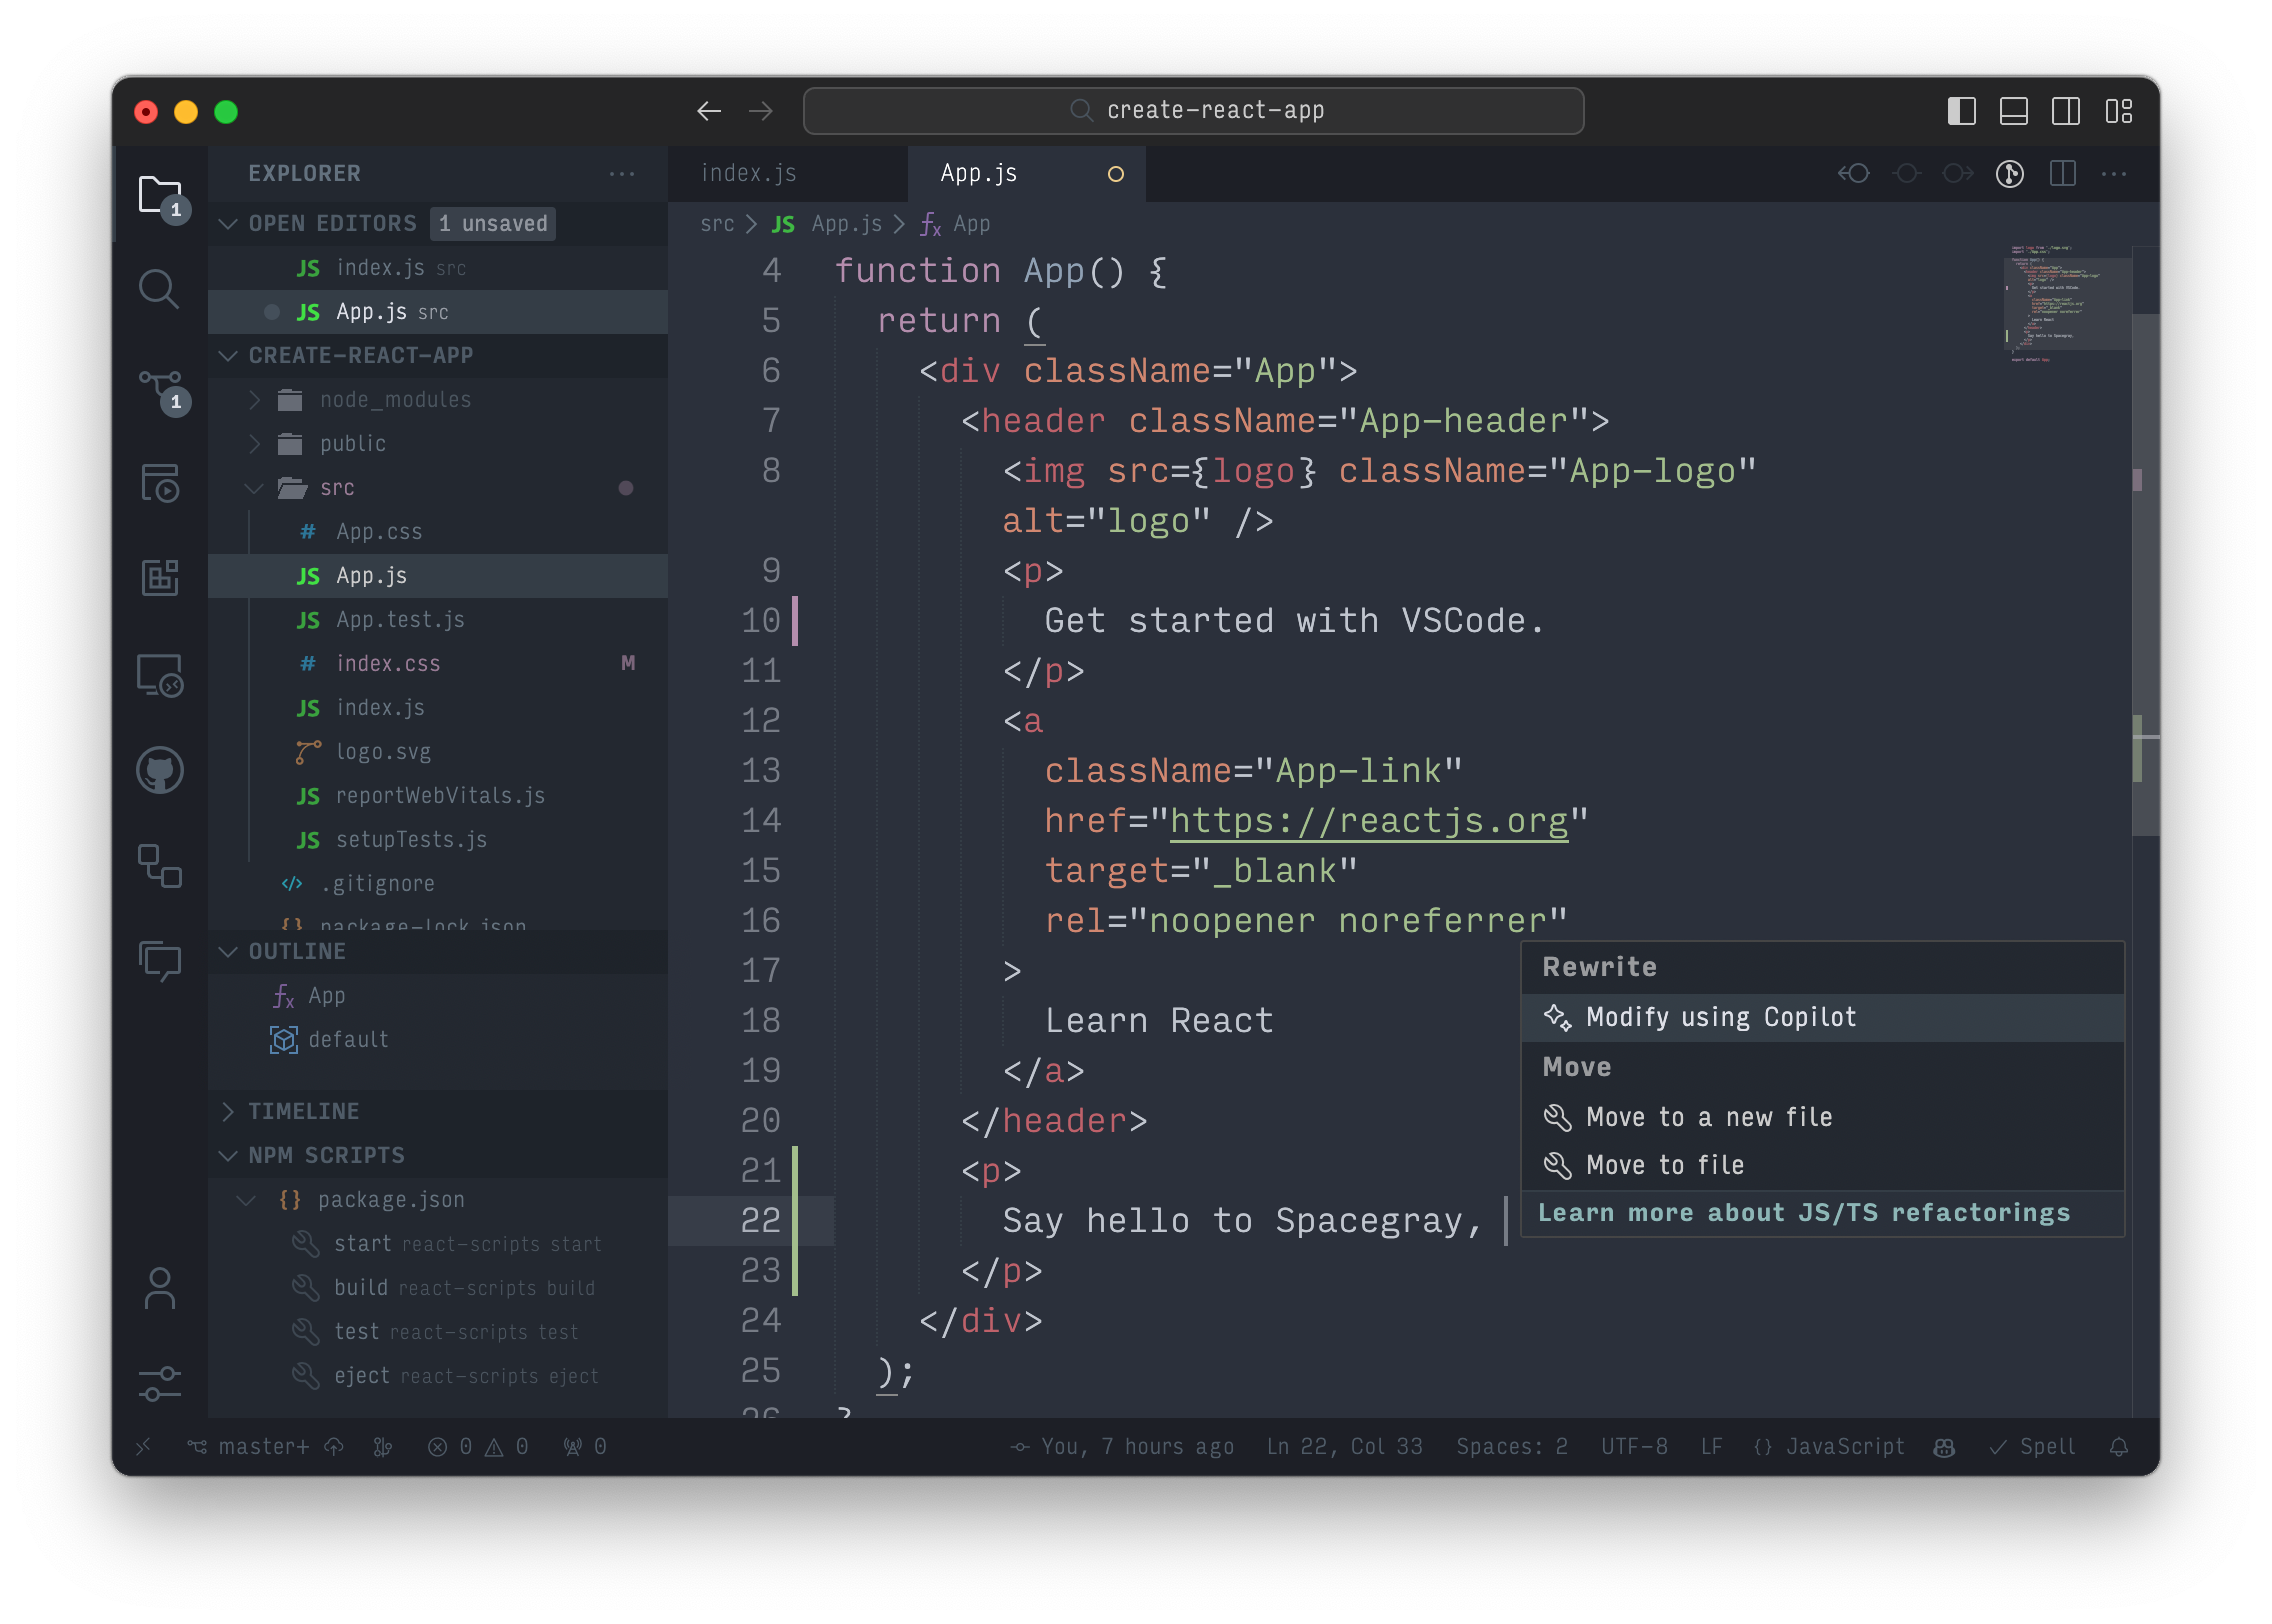 create-react-app
EXPLORER
1
OPEN EDITORS 1 unsaved
JS index.js src
JS App.js src
CREATE-REACT-APP
node_modules
1
public
src
# App.css
JS App.js
JS App.test.js
# index.css M
JS index.js
logo.svg
JS reportWebVitals.js
JS setupTests.js
</> .gitignore
{} package-lock.json
OUTLINE
fx App
default
TIMELINE
NPM SCRIPTS
{} package.json
start react-scripts start
build react-scripts build
test react-scripts test
eject react-scripts eject
index.js App.js
src > JS App.js > fx App
4 function App() {
5 return (
6 <div className="App">
7 <header className="App-header">
8 <img src={logo} className="App-logo"
alt="logo" />
9 <p>
10 Get started with VSCode.
11 </p>
12 <a
13 className="App-link"
14 href="https://reactjs.org"
15 target="_blank"
16 rel="noopener noreferrer"
17 >
18 Learn React
19 </a>
20 </header>
21 <p>
22 Say hello to Spacegray,
23 </p>
24 </div>
25 );
26 }
Rewrite
Modify using Copilot
Move
Move to a new file
Move to file
Learn more about JS/TS refactorings
master+ 0 0 0 You, 7 hours ago Ln 22, Col 33 Spaces: 2 UTF-8 LF {} JavaScript Spell